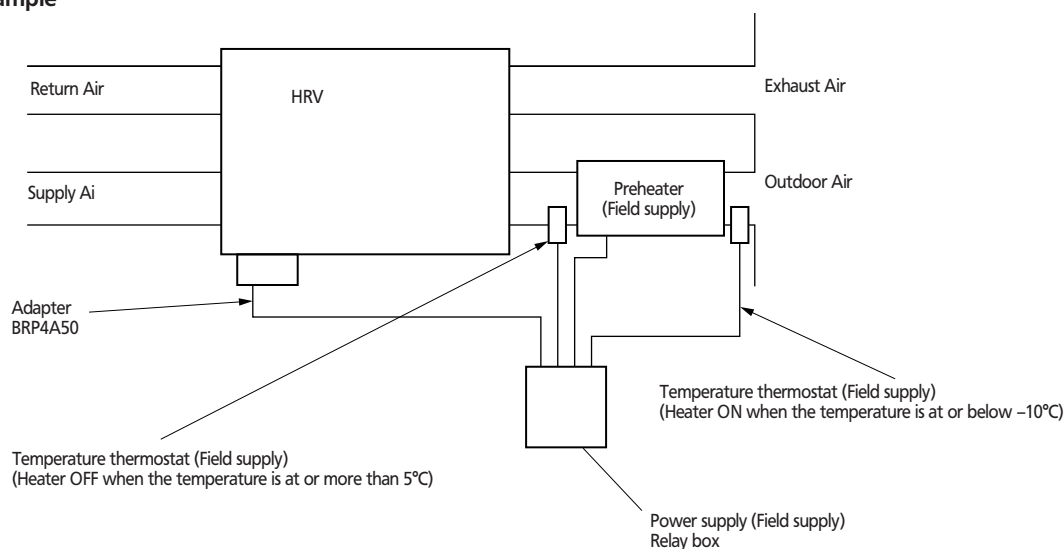 Return Air
HRV
Exhaust Air
Supply Ai
Preheater
(Field supply)
Outdoor Air
Adapter
BRP4A50
Temperature thermostat (Field supply)
(Heater ON when the temperature is at or below –10°C)
Temperature thermostat (Field supply)
(Heater OFF when the temperature is at or more than 5°C)
Power supply (Field supply)
Relay box